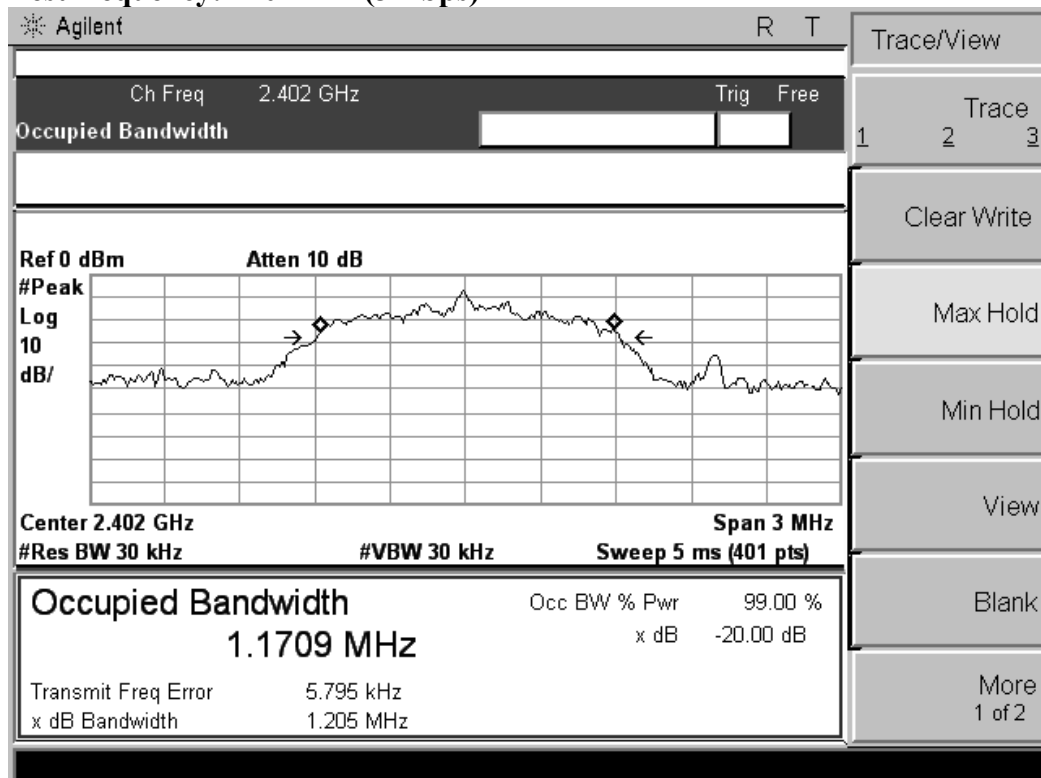 Agilent R T
Trace/View
Ch Freq 2.402 GHz Trig Free
Occupied Bandwidth
Trace
1 2 3
Clear Write
Ref 0 dBm Atten 10 dB
#Peak
Log
10
dB/
Max Hold
Min Hold
View
Center 2.402 GHz Span 3 MHz
#Res BW 30 kHz #VBW 30 kHz Sweep 5 ms (401 pts)
Occupied Bandwidth
1.1709 MHz
Occ BW % Pwr 99.00 %
x dB -20.00 dB
Transmit Freq Error 5.795 kHz
x dB Bandwidth 1.205 MHz
Blank
More
1 of 2